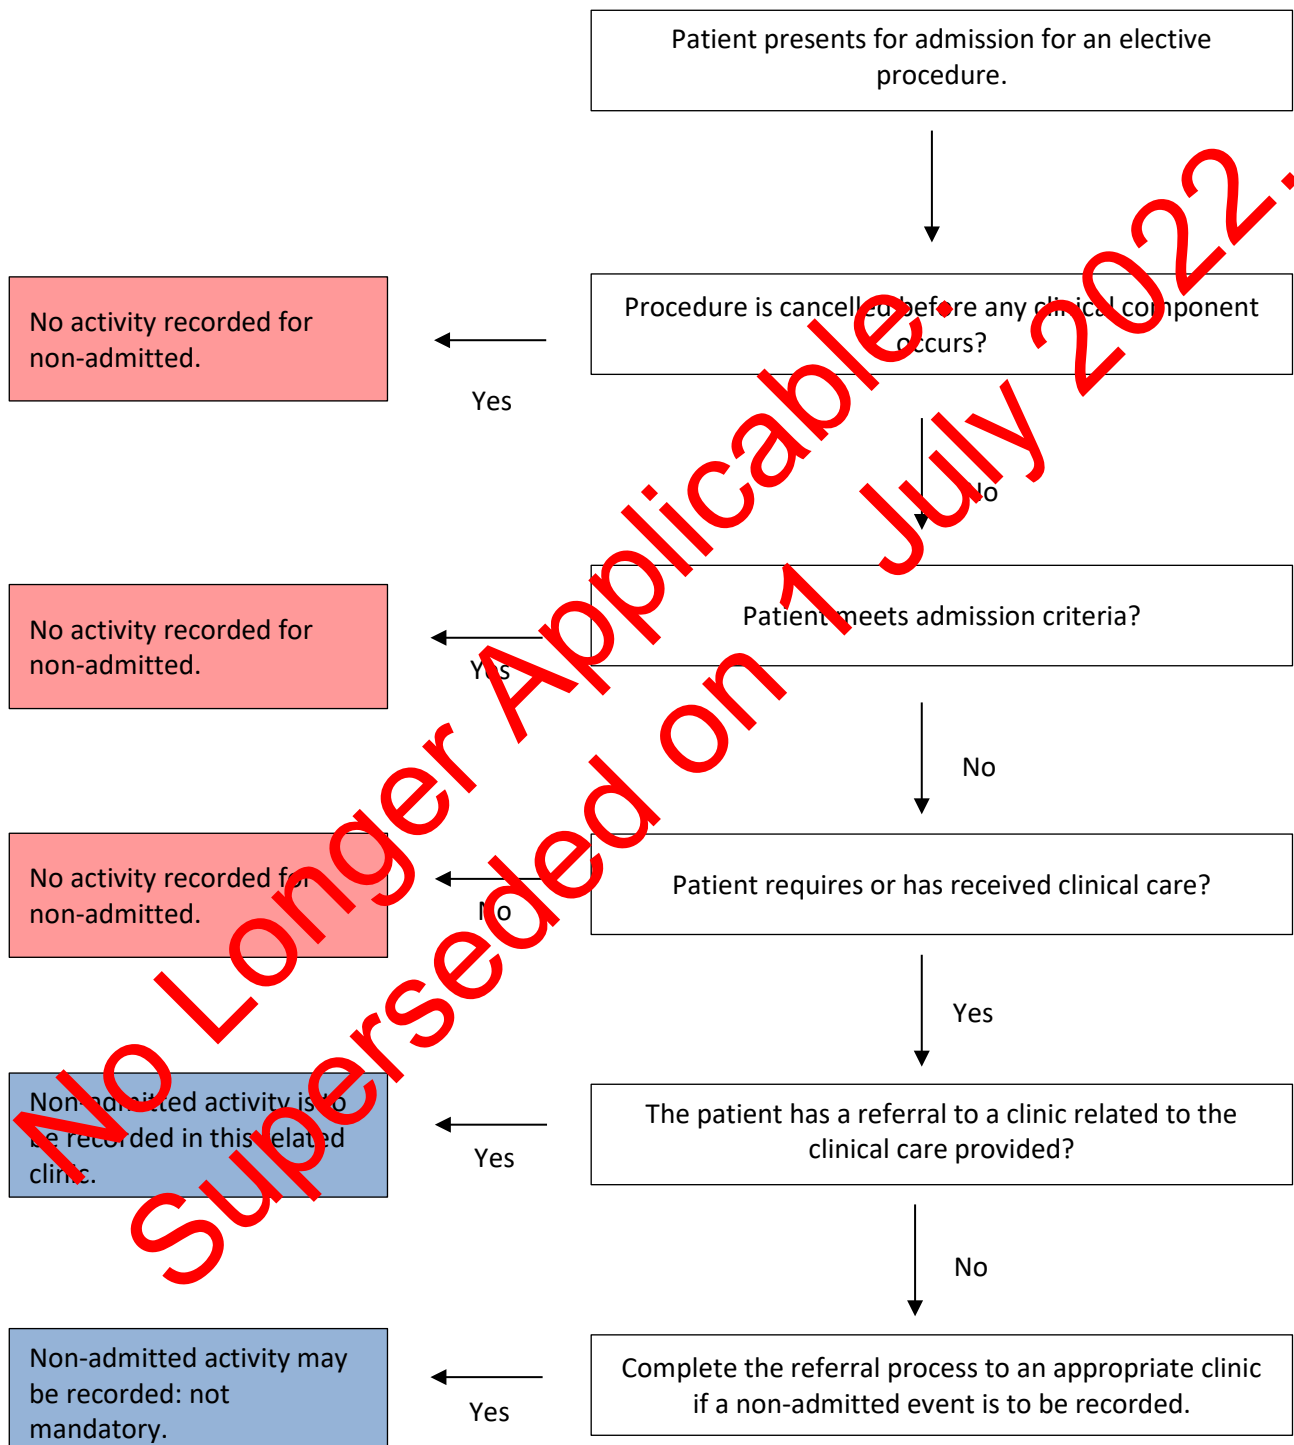 Patient presents for admission for an elective
procedure.
No activity recorded for
non-admitted.
Yes
Procedure is cancelled before any clinical component
occurs?
No
No activity recorded for
non-admitted.
Yes
Patient meets admission criteria?
No
No activity recorded for
non-admitted.
No
Patient requires or has received clinical care?
Yes
Non-admitted activity is to
be recorded in this related
clinic.
Yes
The patient has a referral to a clinic related to the
clinical care provided?
No
Non-admitted activity may
be recorded: not
mandatory.
Yes
Complete the referral process to an appropriate clinic
if a non-admitted event is to be recorded.
No Longer Applicable.
Superseded on 1 July 2022.